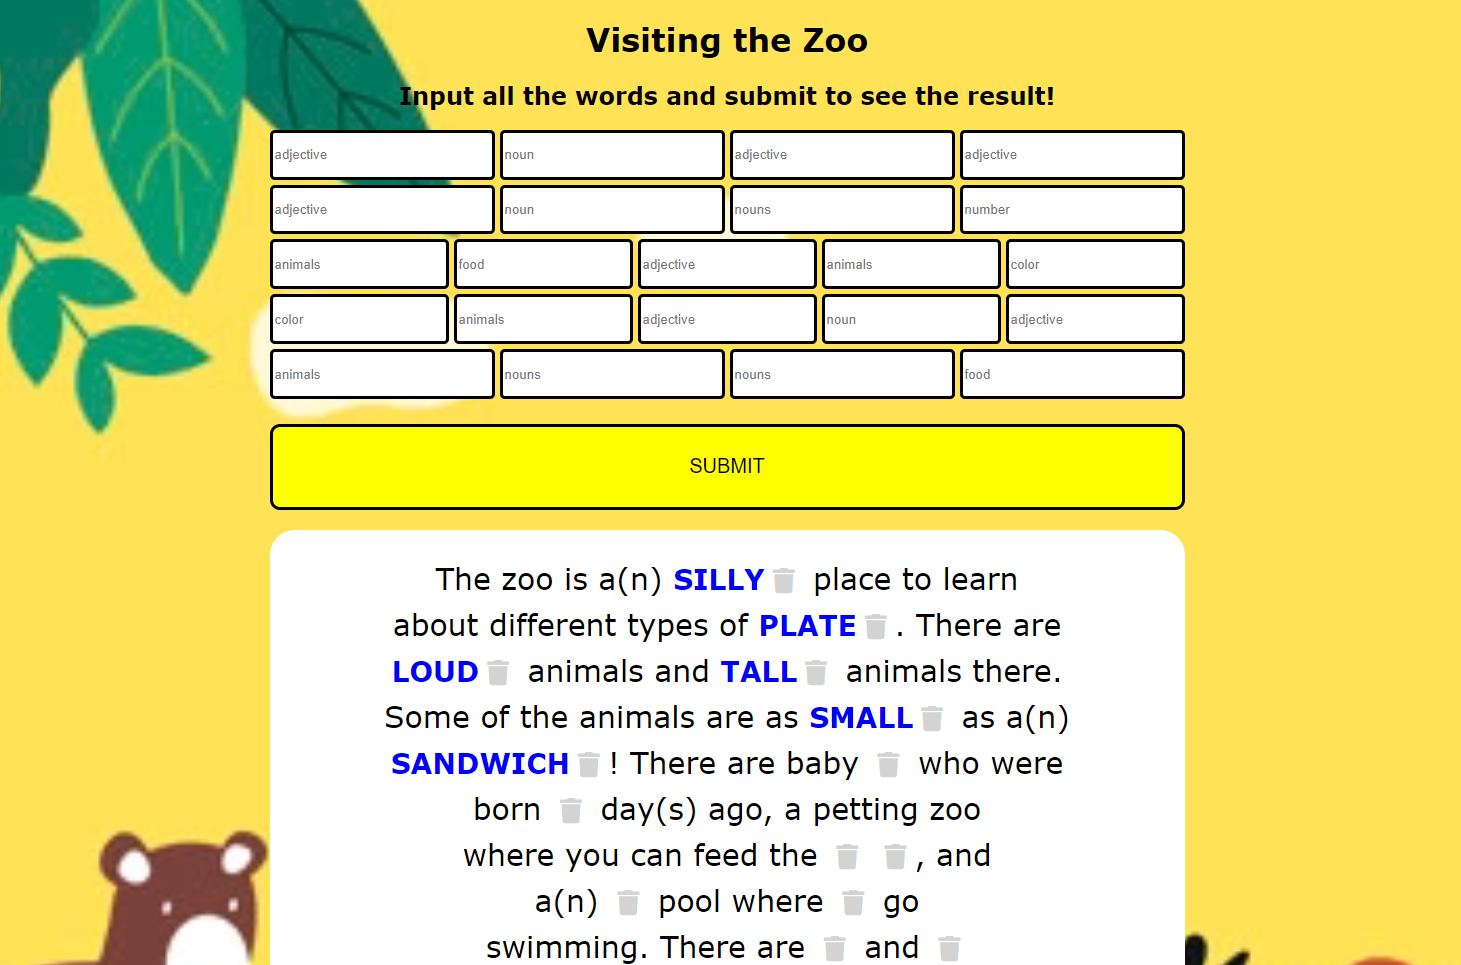 Visiting the Zoo
Input all the words and submit to see the result!
adjective noun adjective adjective
adjective noun nouns number
animals food adjective animals color
color animals adjective noun adjective
animals nouns nouns food
SUBMIT
The zoo is a(n) SILLY place to learn
about different types of PLATE . There are
LOUD animals and TALL animals there.
Some of the animals are as SMALL as a(n)
SANDWICH ! There are baby who were
born day(s) ago, a petting zoo
where you can feed the , and
a(n) pool where go
swimming. There are and